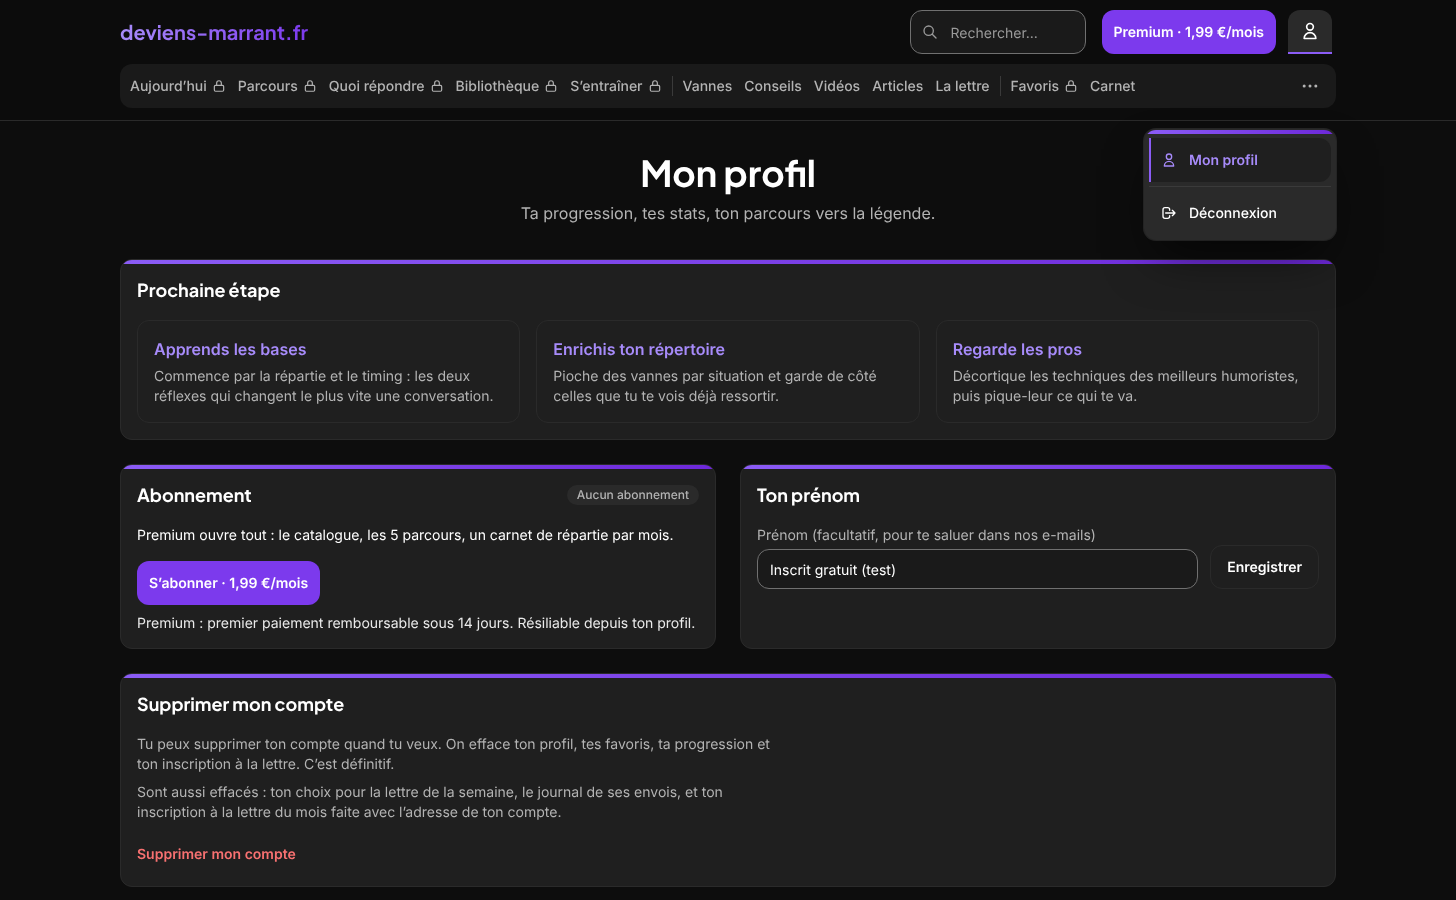 deviens-marrant.fr
Rechercher...
Premium · 1,99 €/mois
Aujourd’hui Parcours Quoi répondre Bibliothèque S’entraîner Vannes Conseils Vidéos Articles La lettre Favoris Carnet
Mon profil
Déconnexion
Mon profil
Ta progression, tes stats, ton parcours vers la légende.
Prochaine étape
Apprends les bases
Commence par la répartie et le timing : les deux
réflexes qui changent le plus vite une conversation.
Enrichis ton répertoire
Pioche des vannes par situation et garde de côté
celles que tu te vois déjà ressortir.
Regarde les pros
Décortique les techniques des meilleurs humoristes,
puis pique-leur ce qui te va.
Abonnement
Aucun abonnement
Premium ouvre tout : le catalogue, les 5 parcours, un carnet de répartie par mois.
S’abonner · 1,99 €/mois
Premium : premier paiement remboursable sous 14 jours. Résiliable depuis ton profil.
Ton prénom
Prénom (facultatif, pour te saluer dans nos e-mails)
Inscrit gratuit (test)
Enregistrer
Supprimer mon compte
Tu peux supprimer ton compte quand tu veux. On efface ton profil, tes favoris, ta progression et
ton inscription à la lettre. C’est définitif.
Sont aussi effacés : ton choix pour la lettre de la semaine, le journal de ses envois, et ton
inscription à la lettre du mois faite avec l’adresse de ton compte.
Supprimer mon compte